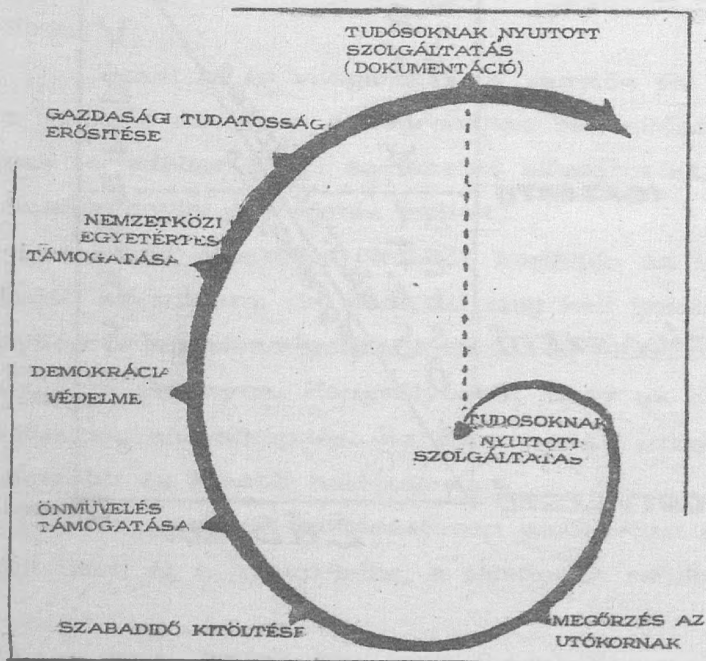 TUDÓSOKNAK NYUJTOTT
SZOLGÁLTATÁS
(DOKUMENTÁCIÓ)
GAZDASÁGI TUDATOSSÁG
ERŐSITÉSE
NEMZETKÖZI
EGYETÉRTÉS
TÁMOGATÁSA
DEMOKRÁCIA
VÉDELME
TUDOSOKNAK
NYUJTOTT
SZOLGÁLTATÁS
ÖNMŰVELÉS
TÁMOGATÁSA
SZABADIDŐ KITÖLTÉSE
MEGŐRZÉS AZ
UTÓKORNAK